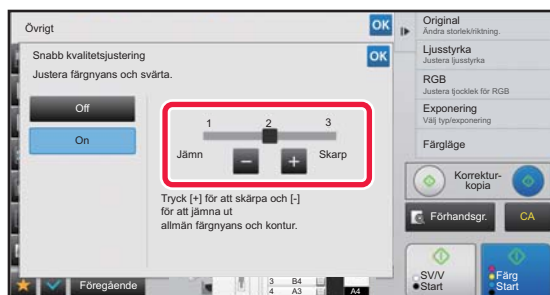 Övrigt
OK
Snabb kvalitetsjustering
OK
Justera färgnyans och svärta.
Off
On
1 2 3
Jämn - + Skarp
Tryck [+] för att skärpa och [-]
för att jämna ut
allmän färgnyans och kontur.
Föregående
3 B4
4 A3
A4
Original
Ändra storlek/riktning.
Ljusstyrka
Justera ljusstyrka
RGB
Justera tjocklek för RGB
Exponering
Välj typ/exponering
Färgläge
Korrektur-
kopia
Förhandsgr.
CA
SV/V
Start
Färg
Start